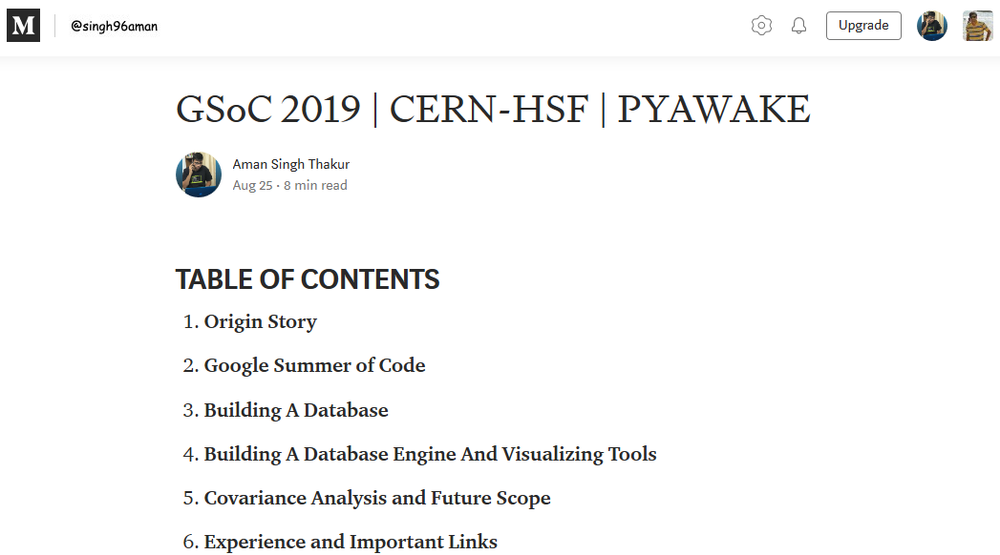 M
@singh96aman
Upgrade
GSoC 2019 | CERN-HSF | PYAWAKE
Aman Singh Thakur
Aug 25 · 8 min read
TABLE OF CONTENTS
1. Origin Story
2. Google Summer of Code
3. Building A Database
4. Building A Database Engine And Visualizing Tools
5. Covariance Analysis and Future Scope
6. Experience and Important Links